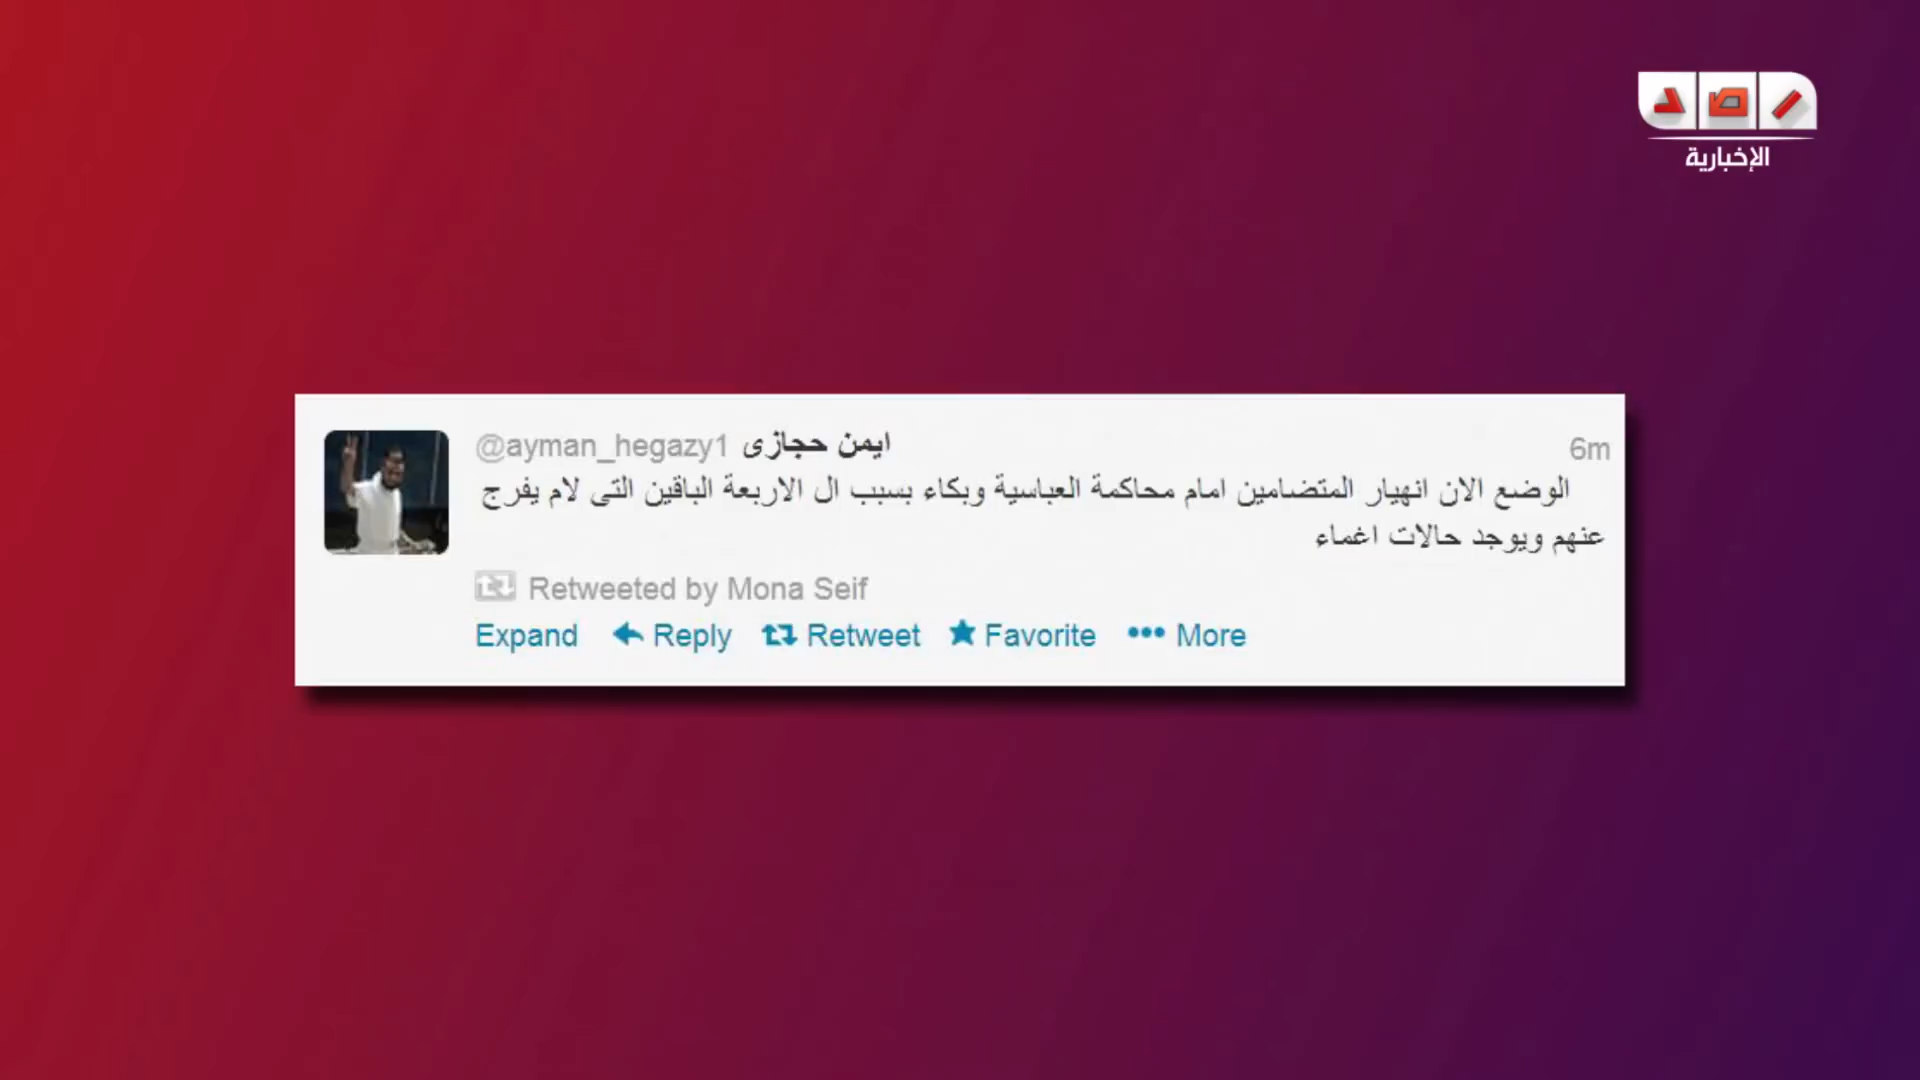 رصد
الإخبارية
@ayman_hegazy1 ايمن حجازى
6m
الوضع الان انهيار المتضامين امام محاكمة العباسية وبكاء بسبب ال الاربعة الباقين التى لام يفرج
عنهم ويوجد حالات اغماء
Retweeted by Mona Seif
Expand Reply Retweet Favorite More